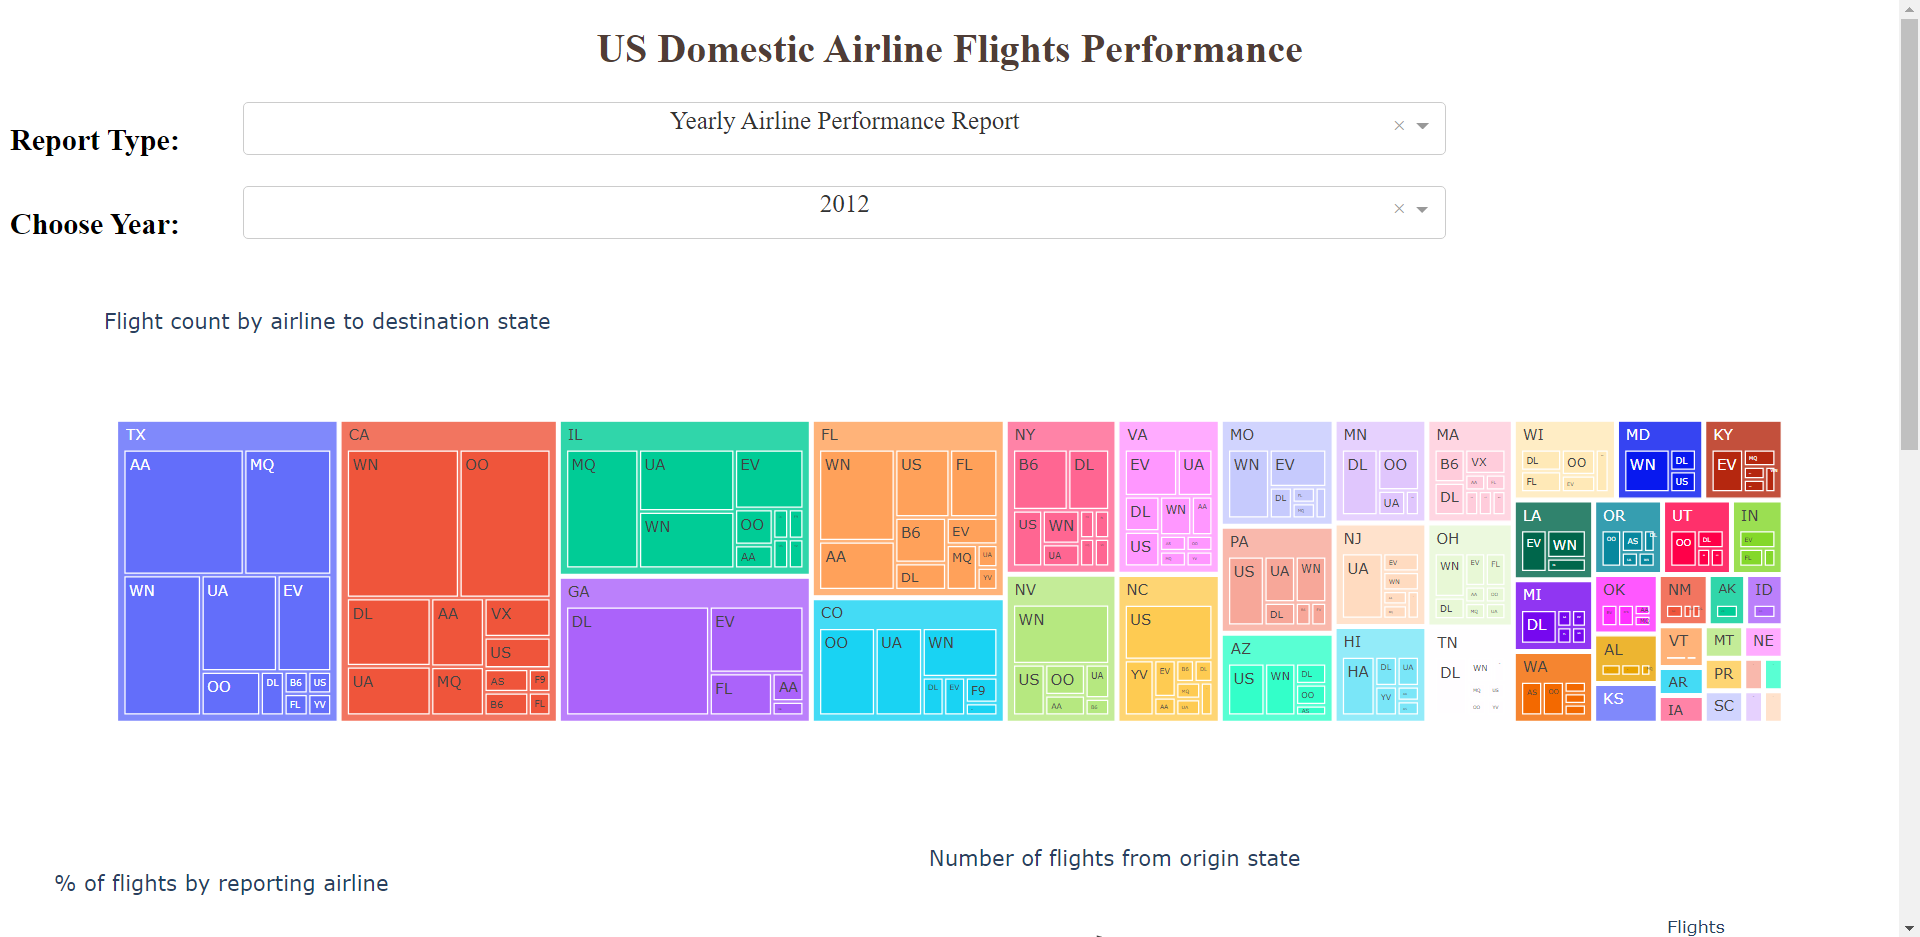 US Domestic Airline Flights Performance
Report Type:
Yearly Airline Performance Report
Choose Year:
2012
Flight count by airline to destination state
TX
AA
MQ
WN
UA
EV
OO
DL
B6
US
FL
YV
CA
WN
OO
DL
AA
VX
US
UA
MQ
AS
F9
B6
FL
IL
MQ
UA
EV
WN
OO
AA
GA
DL
EV
FL
AA
FL
WN
US
FL
AA
B6
EV
DL
MQ
UA
YV
CO
OO
UA
WN
DL
EV
F9
NY
B6
DL
US
WN
UA
NV
WN
US
OO
UA
AA
B6
VA
EV
UA
DL
WN
AA
US
NC
US
YV
EV
B6
DL
MQ
AA
UA
MO
WN
EV
DL
FL
MQ
PA
US
UA
WN
DL
AZ
US
WN
DL
OO
AS
MN
DL
OO
UA
NJ
UA
EV
WN
HI
HA
DL
UA
YV
MA
B6
VX
AA
FL
DL
OH
WN
EV
FL
AA
OO
DL
MQ
UA
TN
DL
WN
MQ
US
OO
YV
WI
DL
OO
FL
EV
MD
WN
DL
US
KY
EV
MQ
LA
EV
WN
OR
OO
AS
DL
UT
OO
DL
IN
EV
FL
MI
DL
OK
NM
AK
ID
WA
AS
OO
AL
VT
MT
NE
KS
AR
PR
IA
SC
% of flights by reporting airline
Number of flights from origin state
Flights